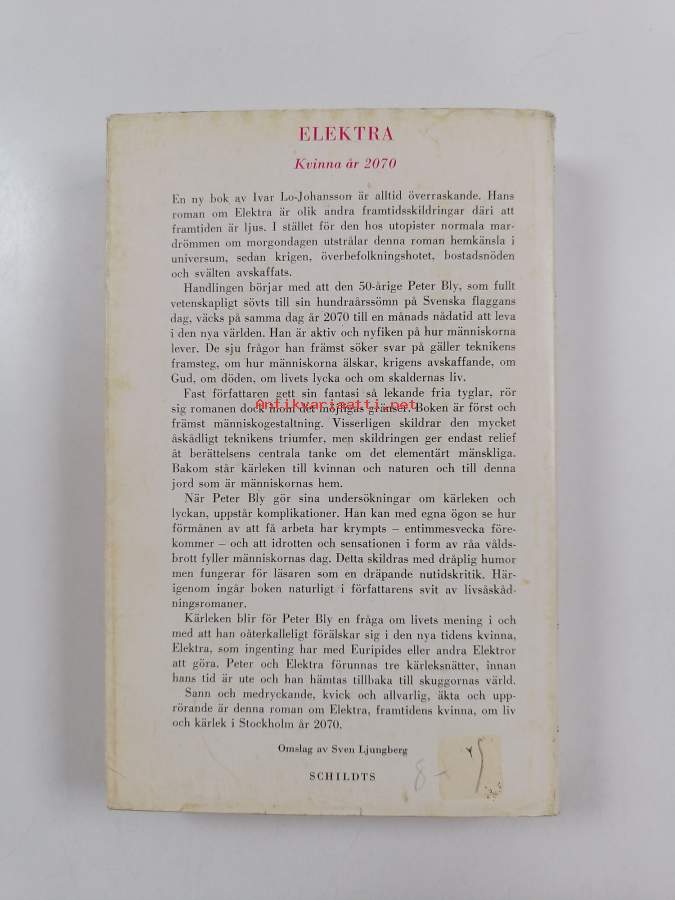 ELEKTRA
Kvinna år 2070
En ny bok av Ivar Lo-Johansson är alltid överraskande. Hans
roman om Elektra är olik andra framtidsskildringar däri att
framtiden är ljus. I stället för den hos utopister normala mar-
drömmen om morgondagen utstrålar denna roman hemkänsla i
universum, sedan krigen, överbefolkningshotet, bostadsnöden
och svälten avskaffats.
Handlingen börjar med att den 50-årige Peter Bly, som fullt
vetenskapligt sövts till sin hundraårssömn på Svenska flaggans
dag, väcks på samma dag år 2070 till en månads nådatid att leva
i den nya världen. Han är aktiv och nyfiken på hur människorna
lever. De sju frågor han främst söker svar på gäller teknikens
framsteg, om hur människorna älskar, krigens avskaffande, om
Gud, om döden, om livets lycka och om skaldernas liv.
Fast författaren gett sin fantasi så lekande fria tyglar, rör
sig romanen dock inom det möjligas gränser. Boken är först och
Antikvariaatti.net
främst människogestaltning. Visserligen skildrar den mycket
åskådligt teknikens triumfer, men skildringen ger endast relief
åt berättelsens centrala tanke om det elementärt mänskliga.
Bakom står kärleken till kvinnan och naturen och till denna
jord som är människornas hem.
När Peter Bly gör sina undersökningar om kärleken och
lyckan, uppstår komplikationer. Han kan med egna ögon se hur
förmånen av att få arbeta har krympts – entimmesvecka före-
kommer – och att idrotten och sensationen i form av råa vålds-
brott fyller människornas dag. Detta skildras med dråplig humor
men fungerar för läsaren som en dräpande nutidskritik. Här-
igenom ingår boken naturligt i författarens svit av livsåskåd-
ningsromaner.
Kärleken blir för Peter Bly en fråga om livets mening i och
med att han oåterkalleligt förälskar sig i den nya tidens kvinna,
Elektra, som ingenting har med Euripides eller andra Elektror
att göra. Peter och Elektra förunnas tre kärleksnätter, innan
hans tid är ute och han hämtas tillbaka till skuggornas värld.
Sann och medryckande, kvick och allvarlig, äkta och upp-
rörande är denna roman om Elektra, framtidens kvinna, om liv
och kärlek i Stockholm år 2070.
Omslag av Sven Ljungberg
SCHILDTS
8-